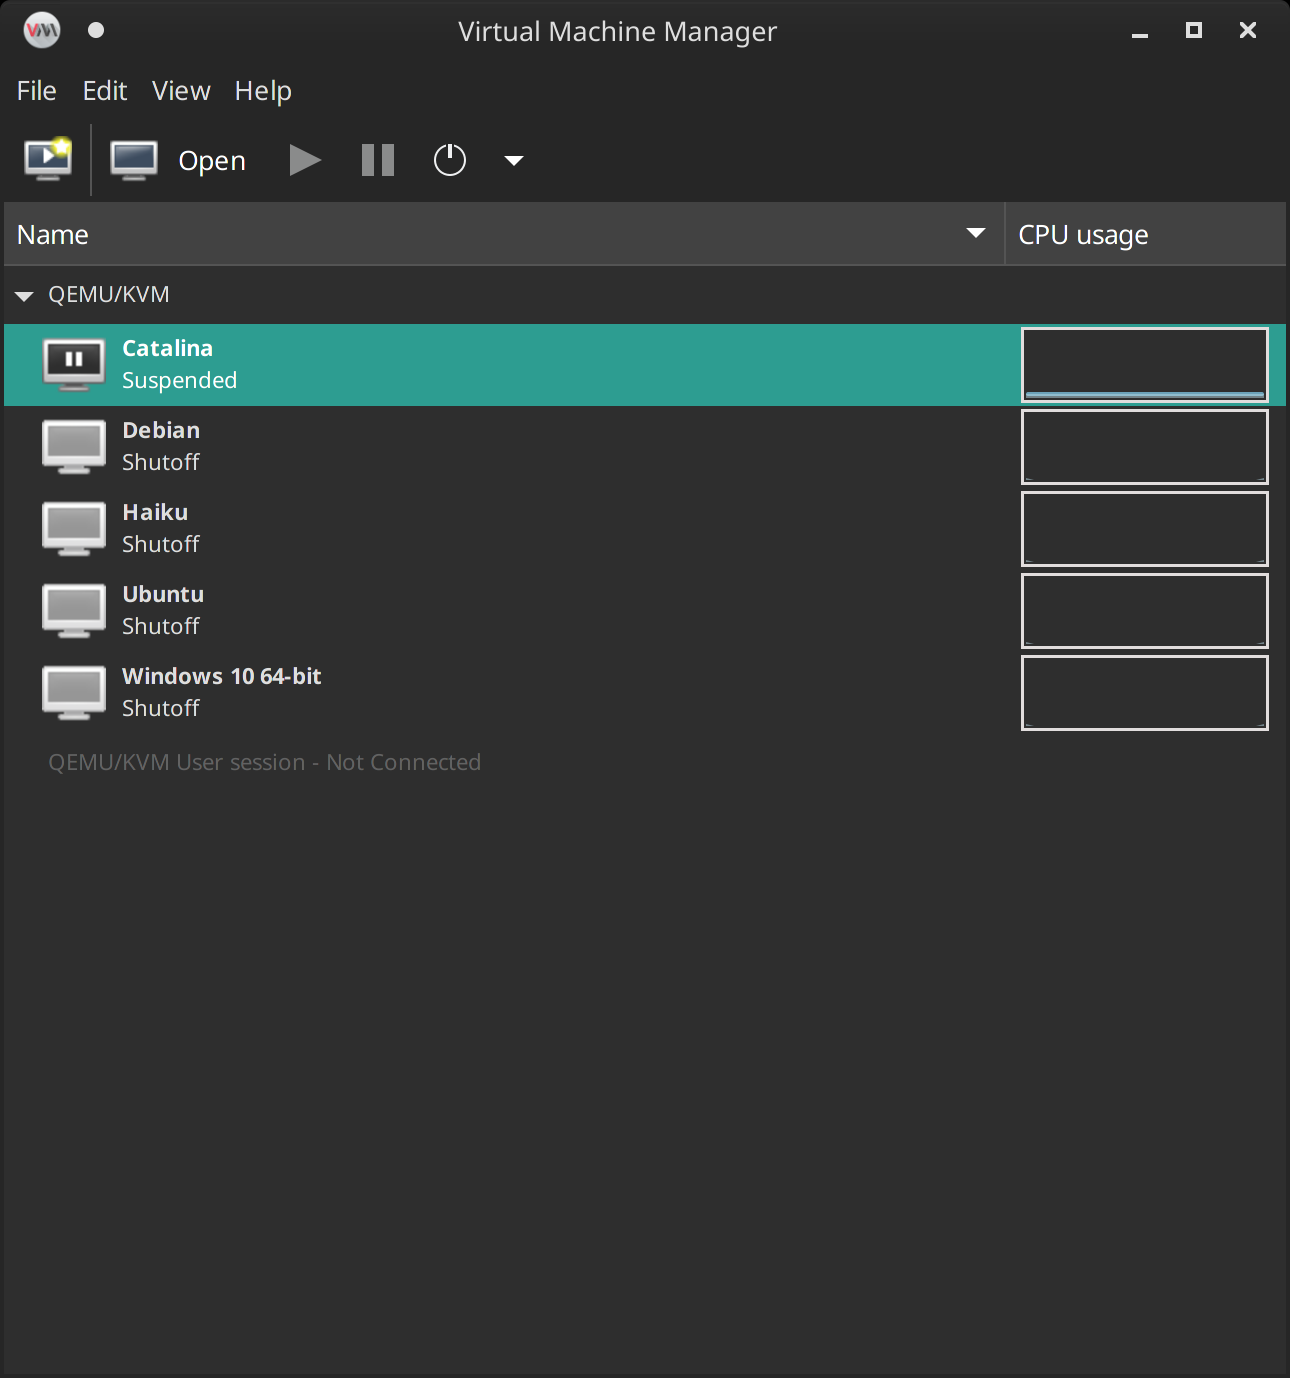 VM Virtual Machine Manager
File Edit View Help
Open
Name CPU usage
QEMU/KVM
Catalina
Suspended
Debian
Shutoff
Haiku
Shutoff
Ubuntu
Shutoff
Windows 10 64-bit
Shutoff
QEMU/KVM User session - Not Connected